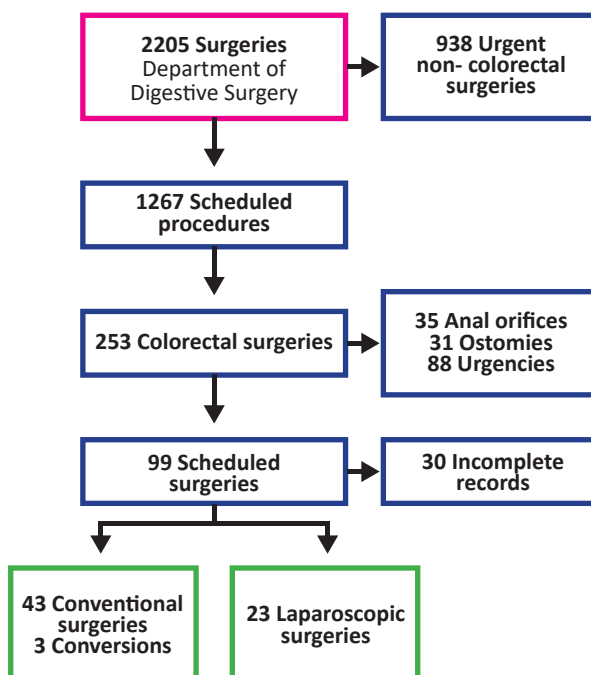 2205 Surgeries
Department of
Digestive Surgery
938 Urgent
non- colorectal
surgeries
1267 Scheduled
procedures
253 Colorectal surgeries
35 Anal orifices
31 Ostomies
88 Urgencies
99 Scheduled
surgeries
30 Incomplete
records
43 Conventional
surgeries
3 Conversions
23 Laparoscopic
surgeries